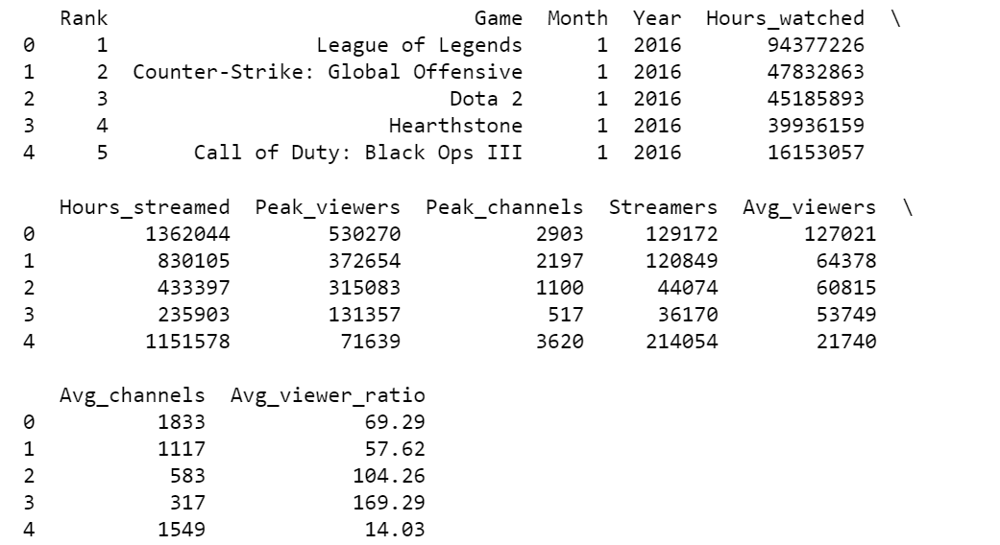 Rank                              Game  Month  Year  Hours_watched  \
0     1                 League of Legends      1  2016       94377226
1     2  Counter-Strike: Global Offensive      1  2016       47832863
2     3                            Dota 2      1  2016       45185893
3     4                       Hearthstone      1  2016       39936159
4     5       Call of Duty: Black Ops III      1  2016       16153057

   Hours_streamed  Peak_viewers  Peak_channels  Streamers  Avg_viewers  \
0         1362044        530270           2903     129172       127021
1          830105        372654           2197     120849        64378
2          433397        315083           1100      44074        60815
3          235903        131357            517      36170        53749
4         1151578         71639           3620     214054        21740

   Avg_channels  Avg_viewer_ratio
0          1833             69.29
1          1117             57.62
2           583            104.26
3           317            169.29
4          1549             14.03